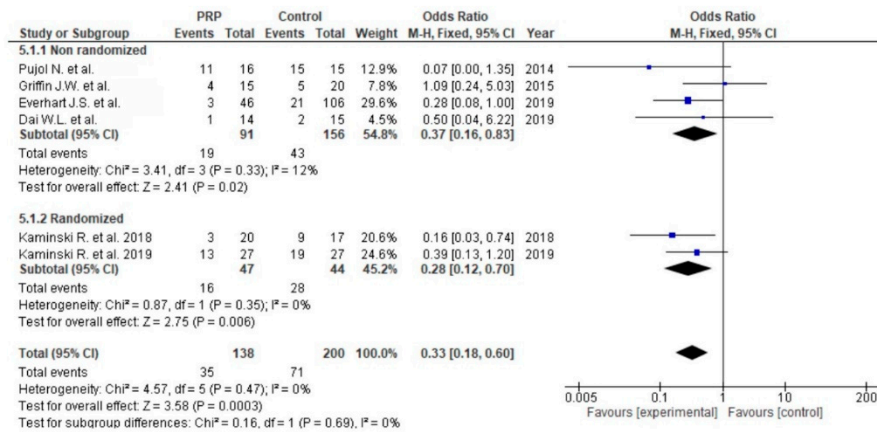 PRP Control Odds Ratio Odds Ratio
Study or Subgroup Events Total Events Total Weight M-H, Fixed, 95% CI Year M-H, Fixed, 95% CI
5.1.1 Non randomized
Pujol N. et al. 11 16 15 15 12.9% 0.07 [0.00, 1.35] 2014
Griffin J.W. et al. 4 15 5 20 7.8% 1.09 [0.24, 5.03] 2015
Everhart J.S. et al. 3 46 21 106 29.6% 0.28 [0.08, 1.00] 2019
Dai W.L. et al. 1 14 2 15 4.6% 0.50 [0.04, 6.22] 2019
Subtotal (95% CI) 91 156 54.8% 0.37 [0.16, 0.83]
Total events 19 43
Heterogeneity: Chi² = 3.41, df = 3 (P = 0.33); I² = 12%
Test for overall effect: Z = 2.41 (P = 0.02)
5.1.2 Randomized
Kaminski R. et al. 2018 3 20 9 17 20.6% 0.16 [0.03, 0.74] 2018
Kaminski R. et al. 2019 13 27 19 27 24.6% 0.39 [0.13, 1.20] 2019
Subtotal (95% CI) 47 44 45.2% 0.28 [0.12, 0.70]
Total events 16 28
Heterogeneity: Chi² = 0.87, df = 1 (P = 0.35); I² = 0%
Test for overall effect: Z = 2.75 (P = 0.006)
Total (95% CI) 138 200 100.0% 0.33 [0.18, 0.60]
Total events 35 71
Heterogeneity: Chi² = 4.57, df = 5 (P = 0.47); I² = 0%
Test for overall effect: Z = 3.58 (P = 0.0003)
Test for subgroup differences: Chi² = 0.16, df = 1 (P = 0.69), I² = 0%
0.005 0.1 1 10 200
Favours [experimental] Favours [control]